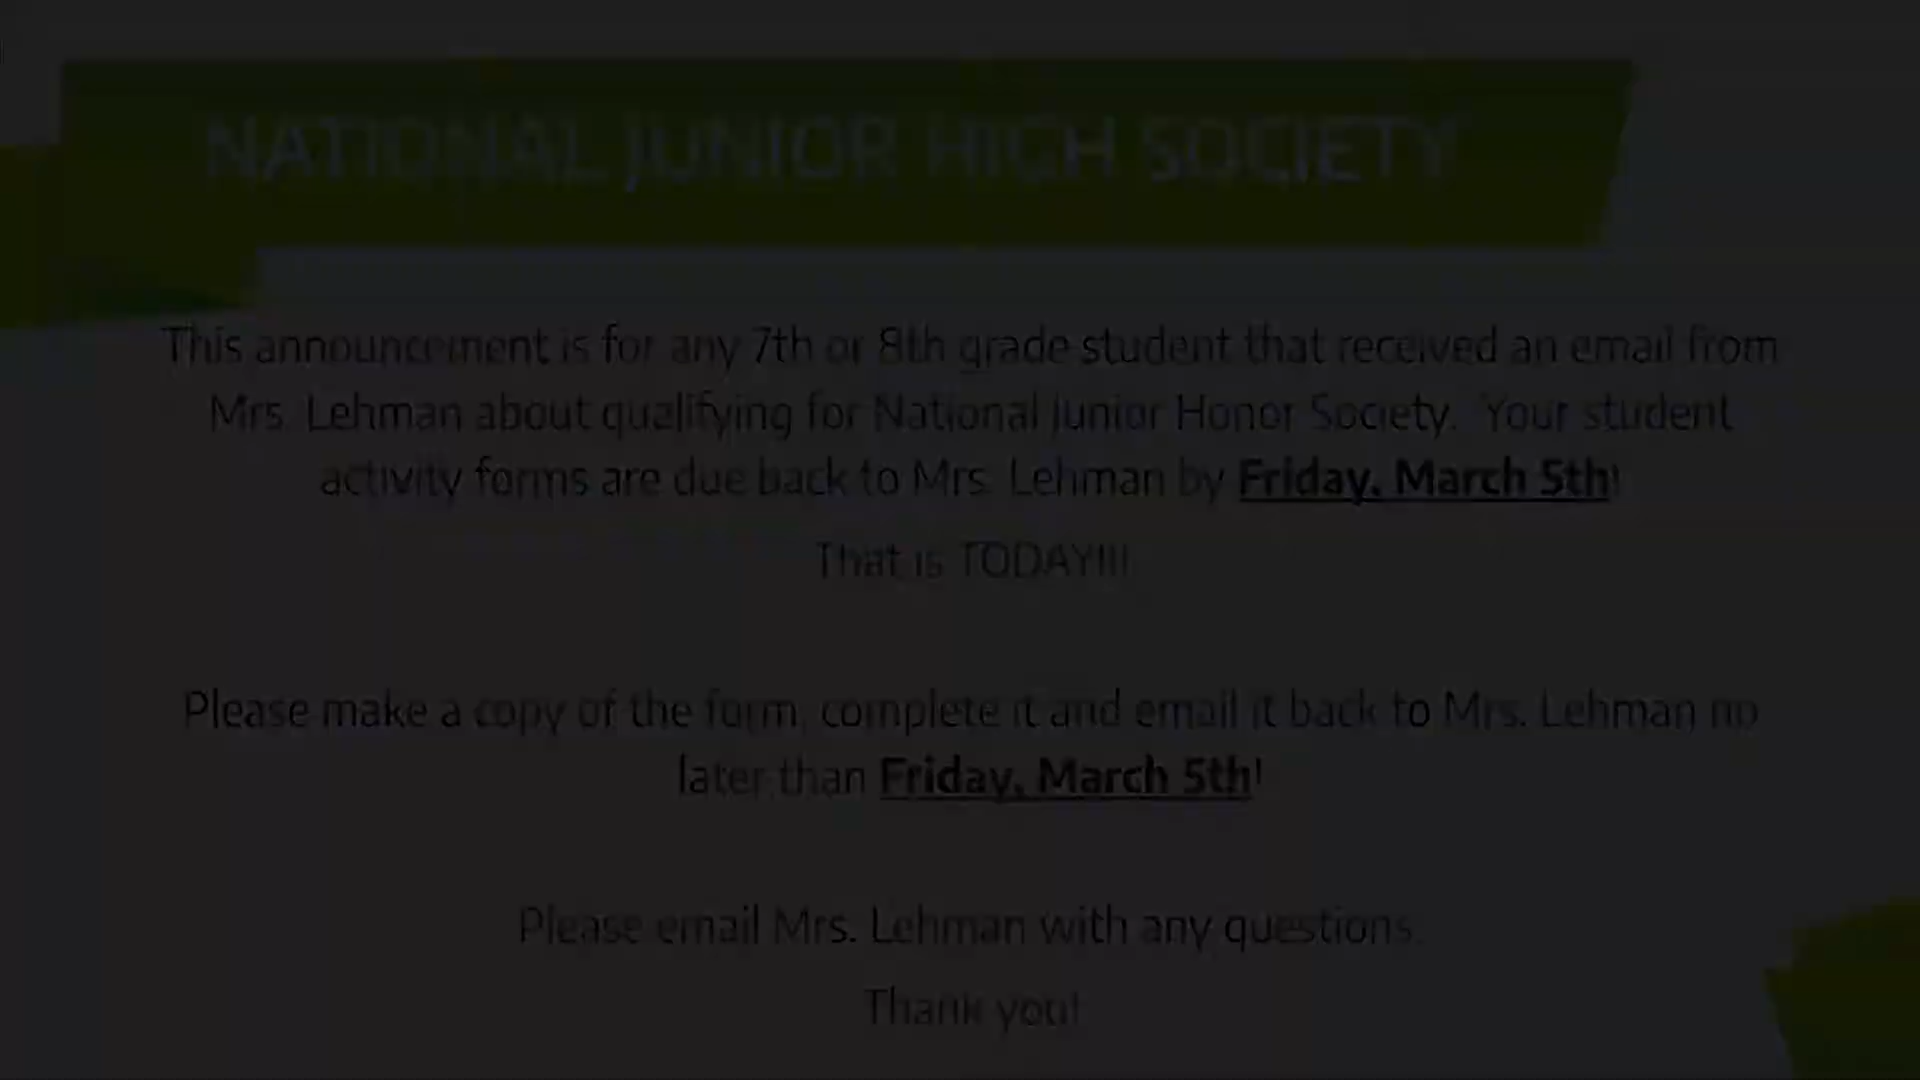 NATIONAL JUNIOR HIGH SOCIETY
This announcement is for any 7th or 8th grade student that received an email from
Mrs. Lehman about qualifying for National Junior Honor Society. Your student
activity forms are due back to Mrs. Lehman by Friday, March 5th!
That is TODAY!!!
Please make a copy of the form, complete it and email it back to Mrs. Lehman no
later than Friday, March 5th!
Please email Mrs. Lehman with any questions.
Thank you!